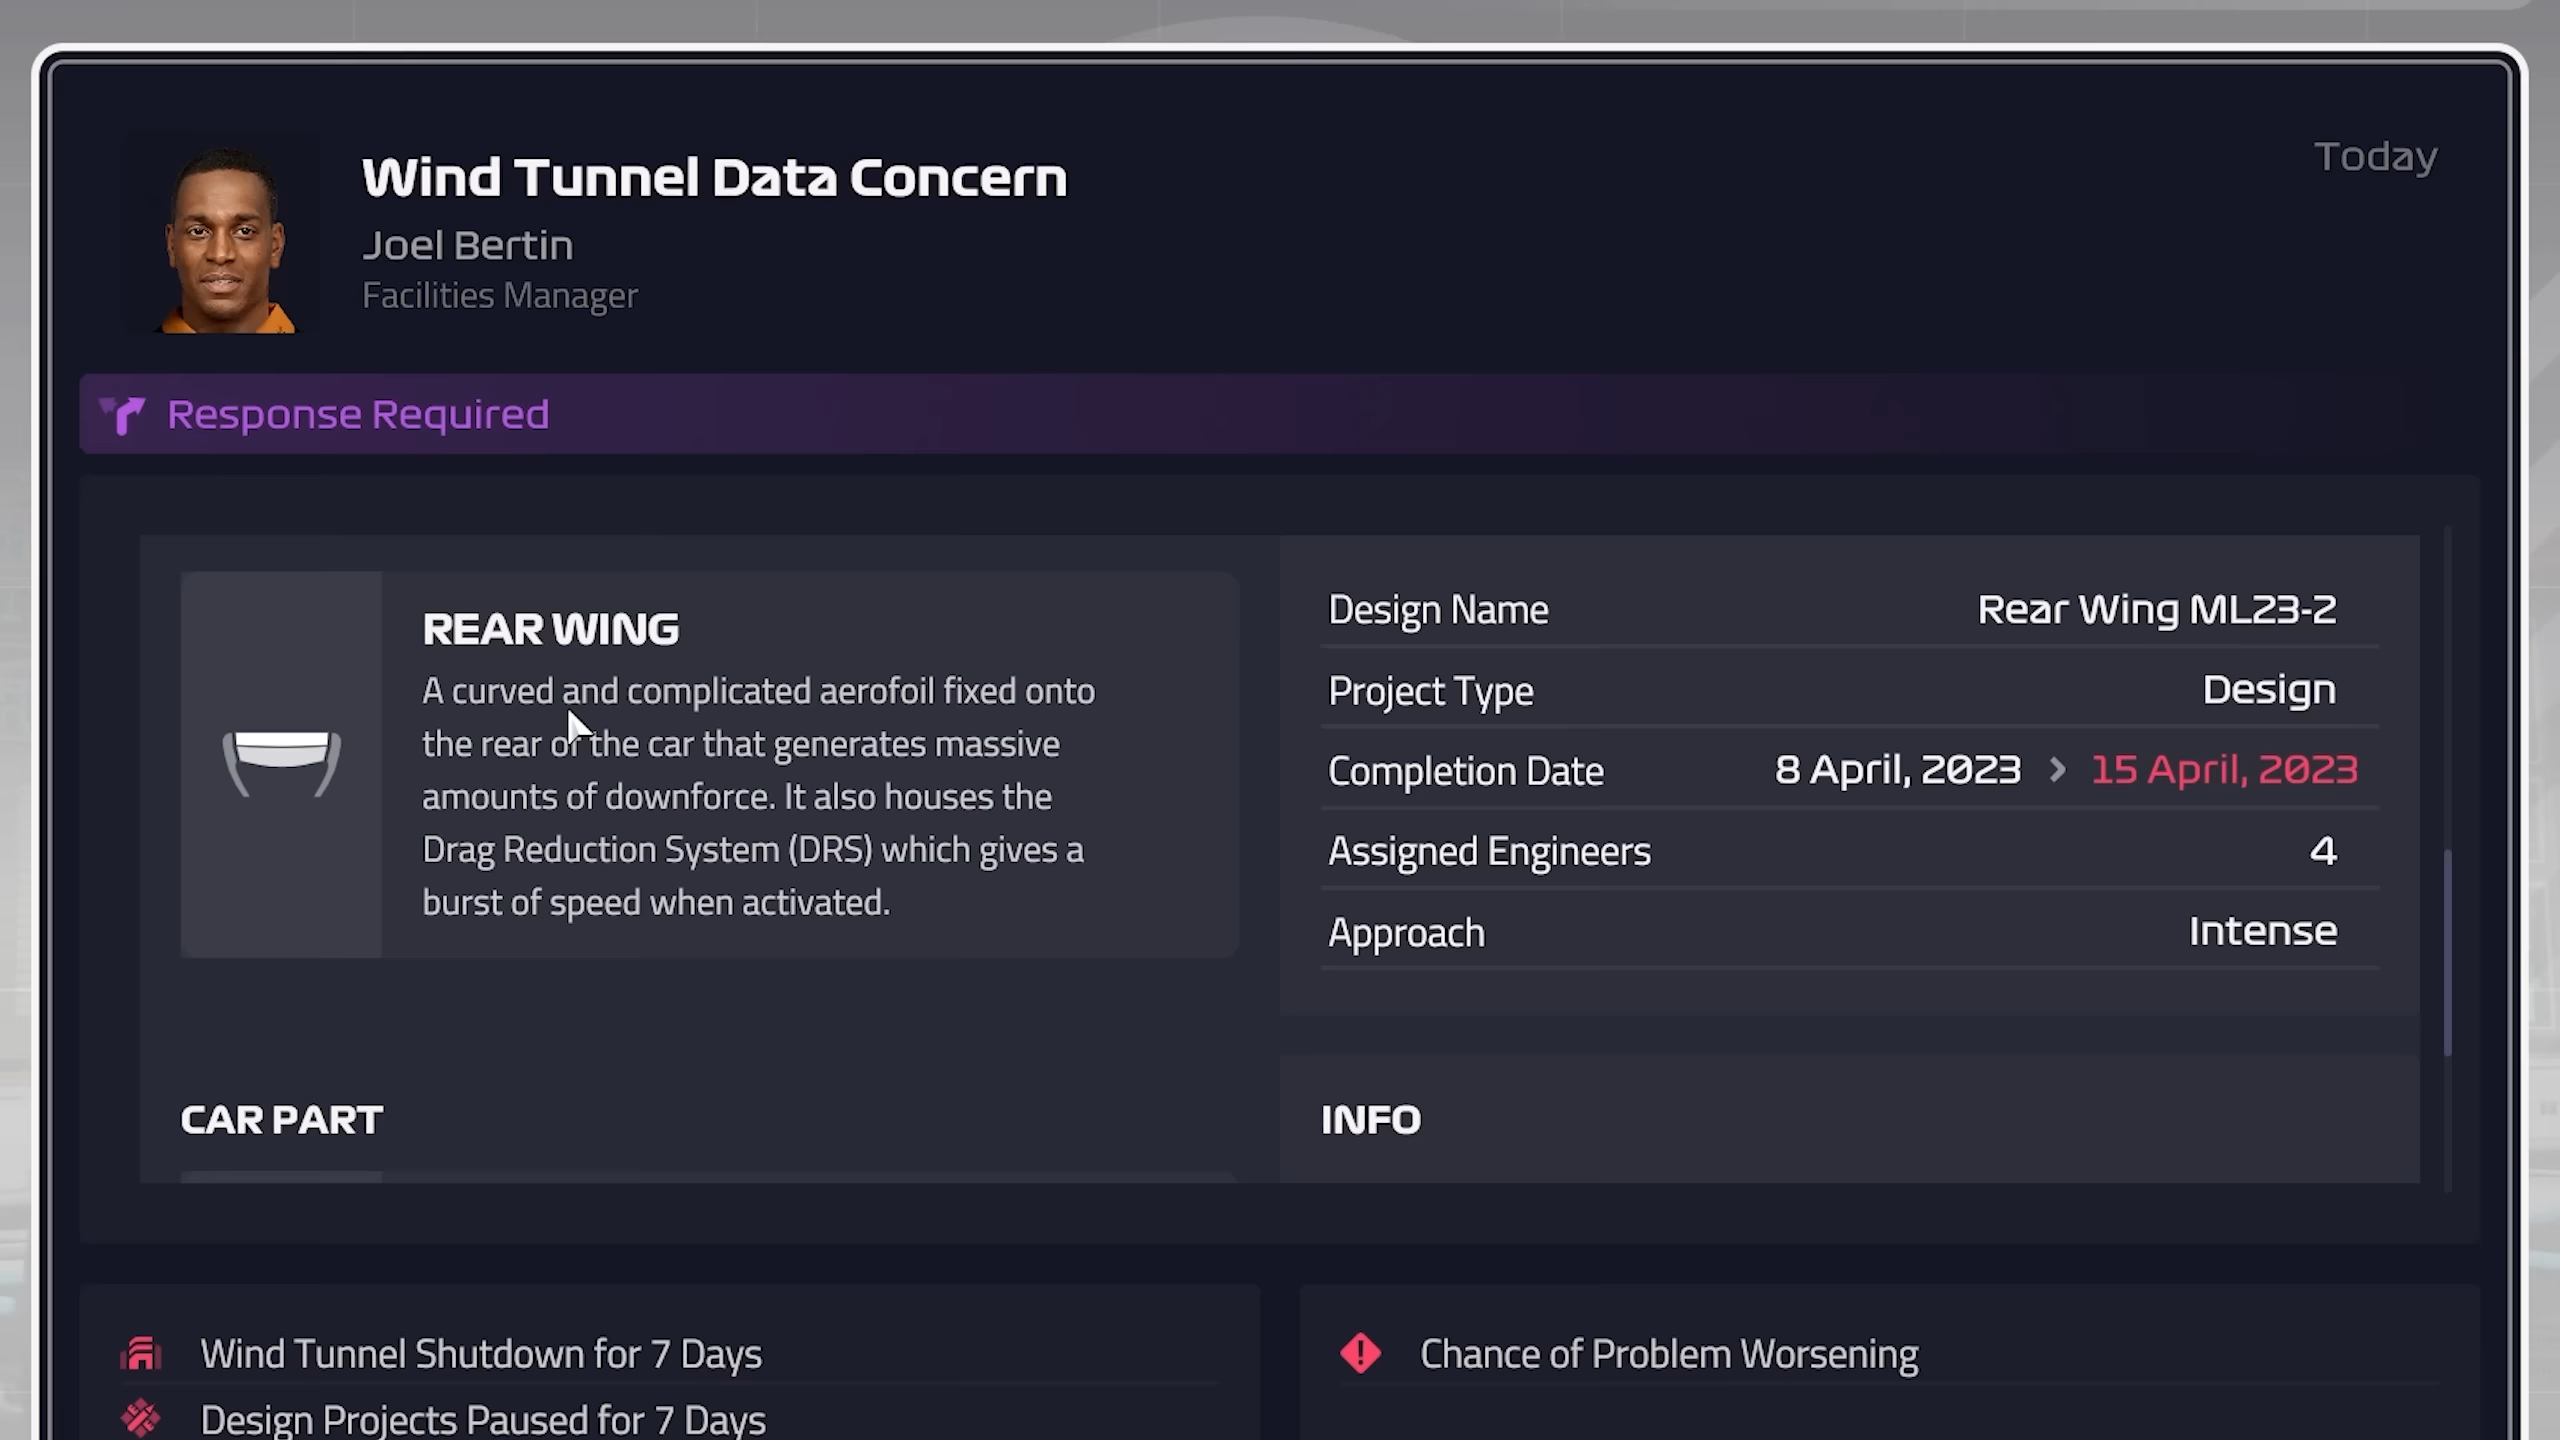 Wind Tunnel Data Concern
Today
Joel Bertin
Facilities Manager
Response Required
REAR WING
A curved and complicated aerofoil fixed onto
the rear of the car that generates massive
amounts of downforce. It also houses the
Drag Reduction System (DRS) which gives a
burst of speed when activated.
Design Name Rear Wing ML23-2
Project Type Design
Completion Date 8 April, 2023 > 15 April, 2023
Assigned Engineers 4
Approach Intense
CAR PART
INFO
Wind Tunnel Shutdown for 7 Days
Design Projects Paused for 7 Days
Chance of Problem Worsening